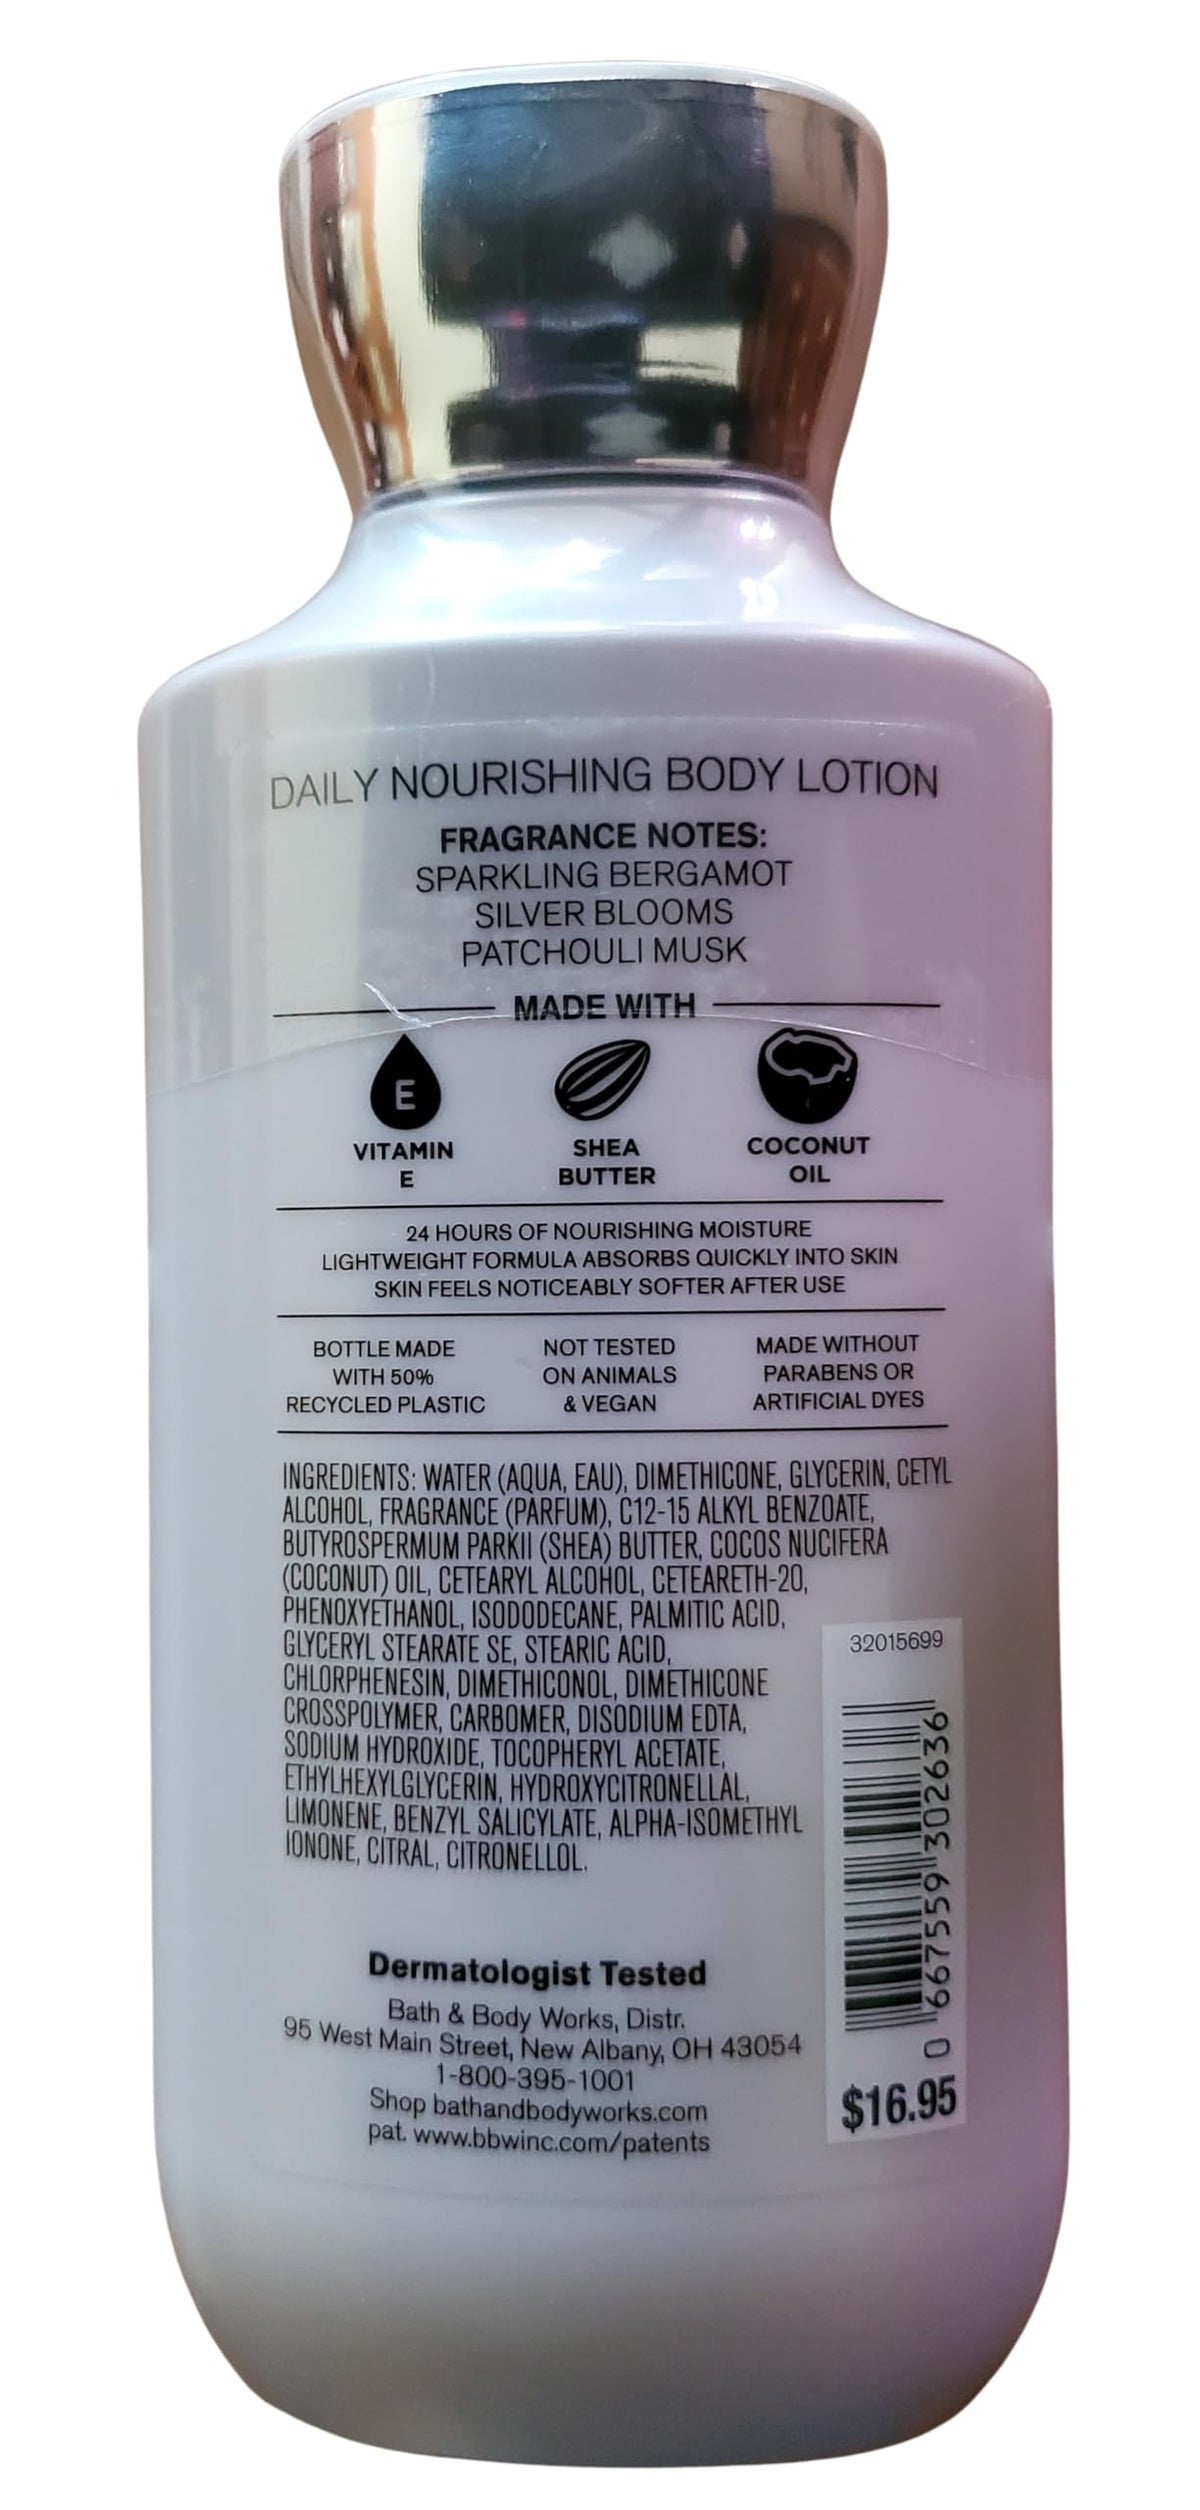 DAILY NOURISHING BODY LOTION
FRAGRANCE NOTES:
SPARKLING BERGAMOT
SILVER BLOOMS
PATCHOULI MUSK
MADE WITH
E
VITAMIN
E
SHEA
BUTTER
COCONUT
OIL
24 HOURS OF NOURISHING MOISTURE
LIGHTWEIGHT FORMULA ABSORBS QUICKLY INTO SKIN
SKIN FEELS NOTICEABLY SOFTER AFTER USE
BOTTLE MADE
WITH 50%
RECYCLED PLASTIC
NOT TESTED
ON ANIMALS
& VEGAN
MADE WITHOUT
PARABENS OR
ARTIFICIAL DYES
INGREDIENTS: WATER (AQUA, EAU), DIMETHICONE, GLYCERIN, CETYL
ALCOHOL, FRAGRANCE (PARFUM), C12-15 ALKYL BENZOATE,
BUTYROSPERMUM PARKII (SHEA) BUTTER, COCOS NUCIFERA
(COCONUT) OIL, CETEARYL ALCOHOL, CETEARETH-20,
PHENOXYETHANOL, ISODODECANE, PALMITIC ACID,
GLYCERYL STEARATE SE, STEARIC ACID,
CHLORPHENESIN, DIMETHICONOL, DIMETHICONE
CROSSPOLYMER, CARBOMER, DISODIUM EDTA,
SODIUM HYDROXIDE, TOCOPHERYL ACETATE,
ETHYLHEXYLGLYCERIN, HYDROXYCITRONELLAL,
LIMONENE, BENZYL SALICYLATE, ALPHA-ISOMETHYL
IONONE, CITRAL, CITRONELLOL.
32015699
0 667559 302636
$16.95
Dermatologist Tested
Bath & Body Works, Distr.
95 West Main Street, New Albany, OH 43054
1-800-395-1001
Shop bathandbodyworks.com
pat. www.bbwinc.com/patents